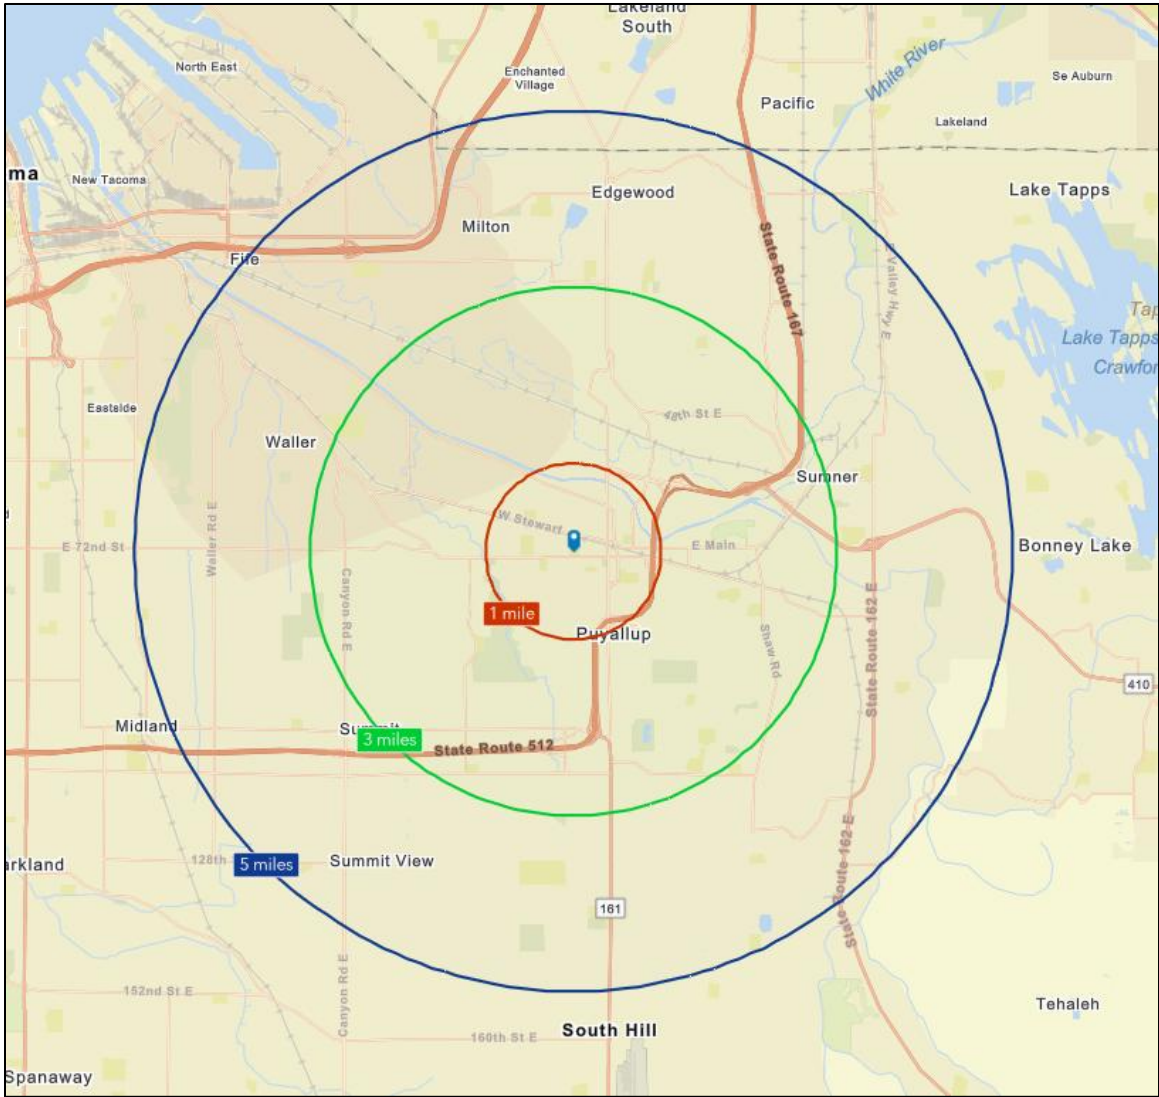 Lakeland
South
North East
Enchanted
Village
White River
Se Auburn
Pacific
Lakeland
ma
New Tacoma
Edgewood
Lake Tapps
Milton
State Route 167
Fife
Valley Hwy E
Tap
Lake Tapps
Crawfor
Eastside
48th St E
Waller
Sumner
W Stewart
Waller Rd E
E 72nd St
E Main
Bonney Lake
1 mile
Canyon Rd E
Puyallup
Shaw Rd
State Route 162 E
410
Midland
Summit
3 miles
State Route 512
128th
5 miles
Summit View
arkland
State Route 162 E
161
Canyon Rd E
152nd St E
Tehaleh
South Hill
160th St E
Spanaway